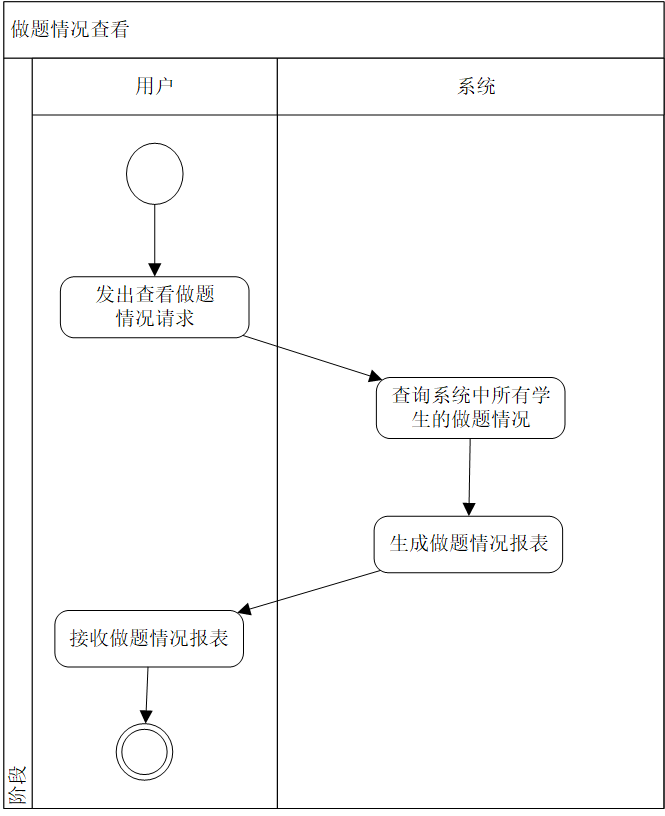 做题情况查看
用户
系统
发出查看做题
情况请求
查询系统中所有学
生的做题情况
生成做题情况报表
接收做题情况报表
阶段